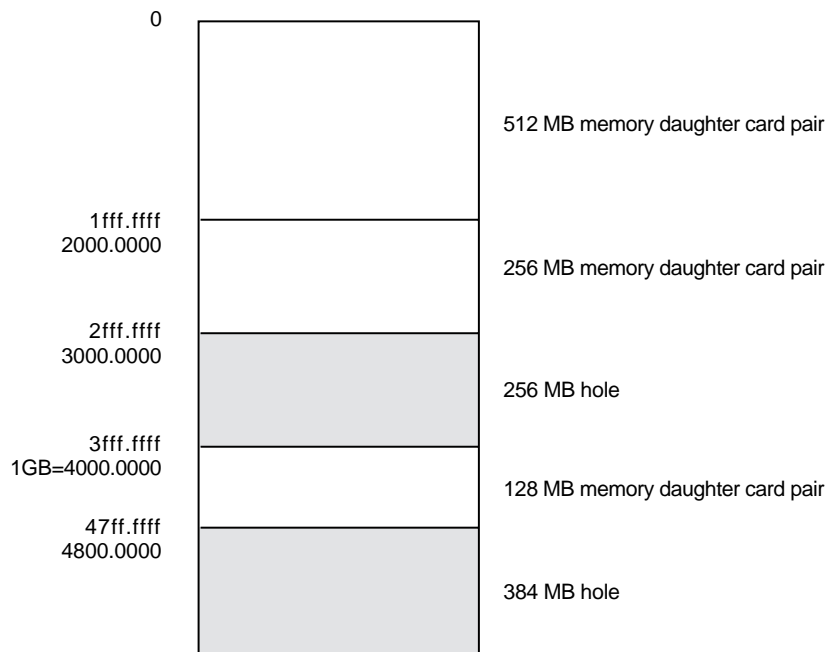 0
512 MB memory daughter card pair
1fff.ffff
2000.0000
256 MB memory daughter card pair
2fff.ffff
3000.0000
256 MB hole
3fff.ffff
1GB=4000.0000
128 MB memory daughter card pair
47ff.ffff
4800.0000
384 MB hole